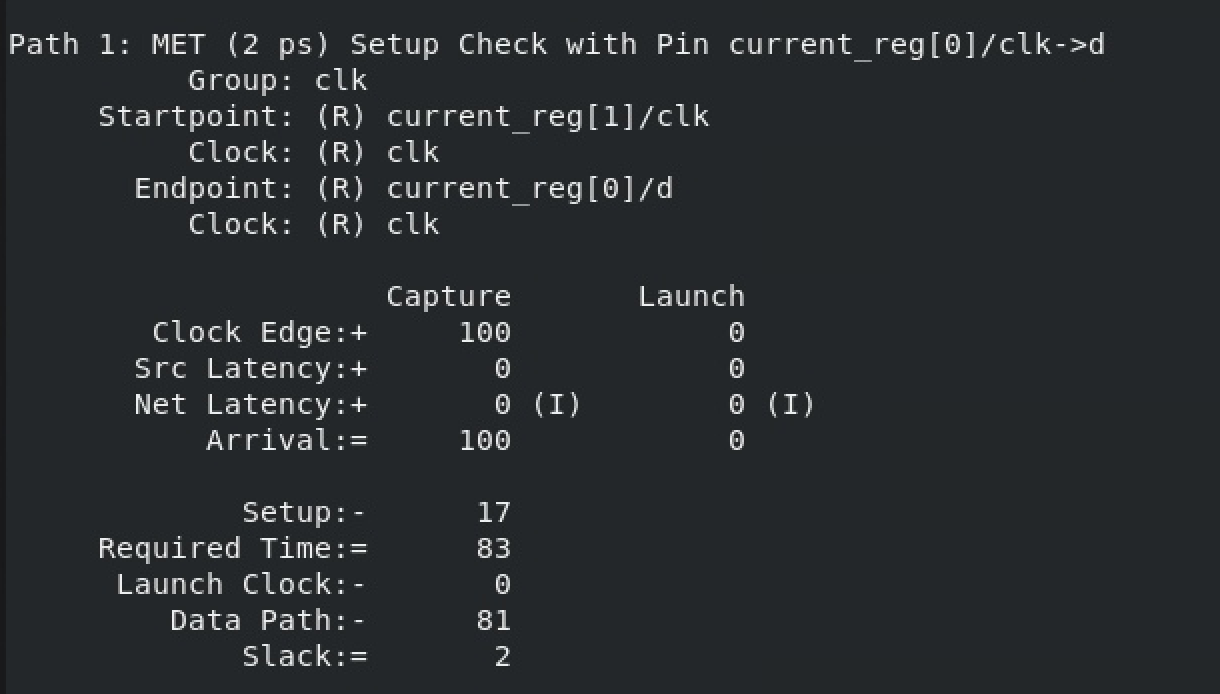 Path 1: MET (2 ps) Setup Check with Pin current_reg[0]/clk->d
Group: clk
Startpoint: (R) current_reg[1]/clk
Clock: (R) clk
Endpoint: (R) current_reg[0]/d
Clock: (R) clk
Capture Launch
Clock Edge:+ 100 0
Src Latency:+ 0 0
Net Latency:+ 0 (I) 0 (I)
Arrival:= 100 0
Setup:- 17
Required Time:= 83
Launch Clock:- 0
Data Path:- 81
Slack:= 2